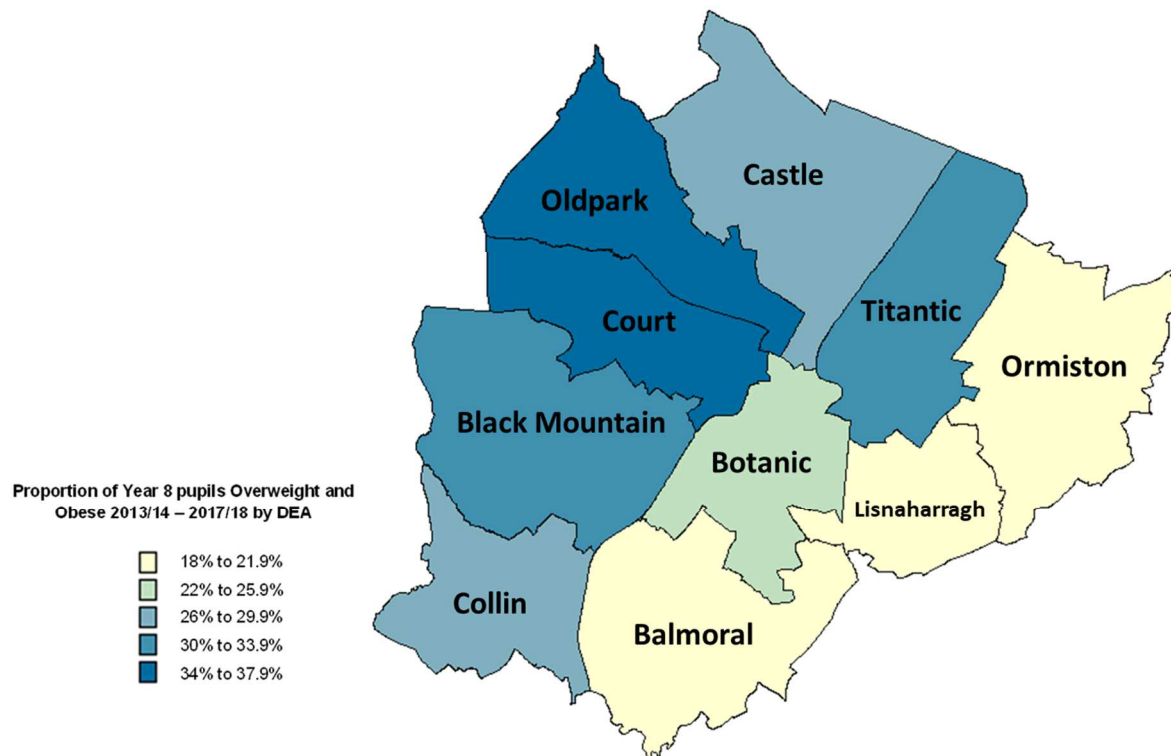 Castle
Oldpark
Titantic
Court
Ormiston
Black Mountain
Botanic
Lisnaharragh
Collin
Balmoral
Proportion of Year 8 pupils Overweight and
Obese 2013/14 – 2017/18 by DEA
18% to 21.9%
22% to 25.9%
26% to 29.9%
30% to 33.9%
34% to 37.9%